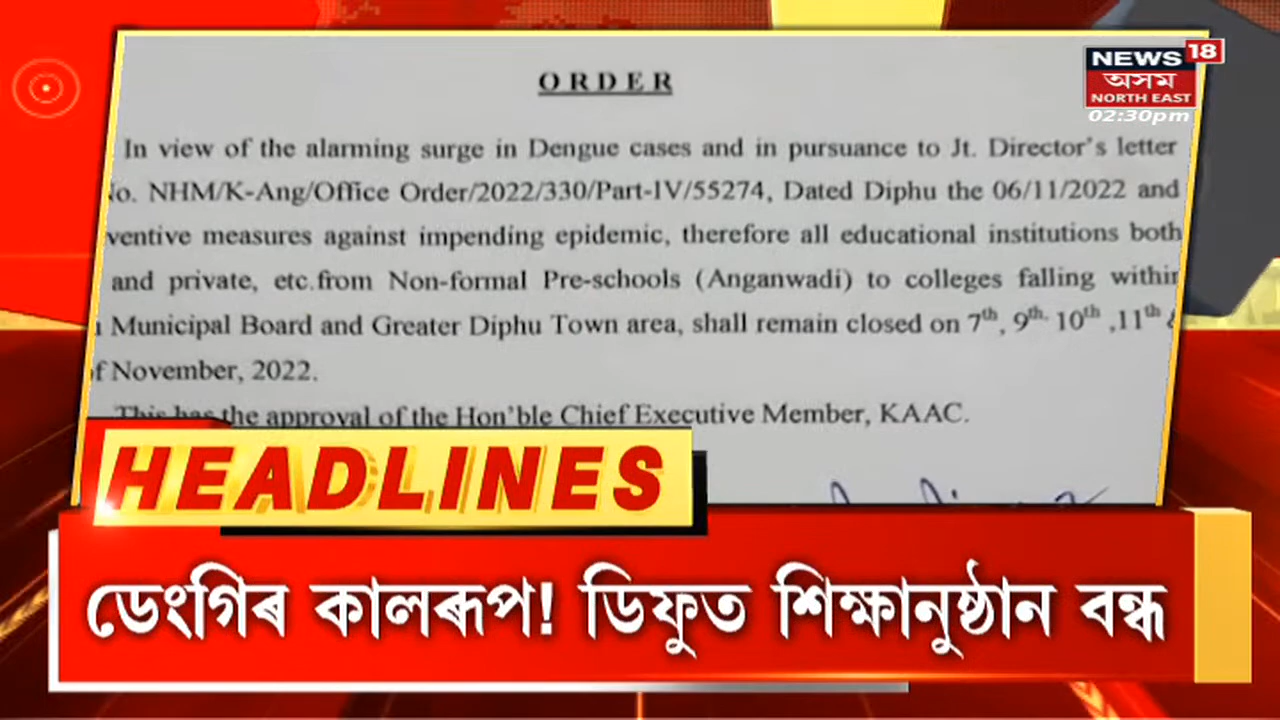 NEWS 18
অসম
NORTH EAST
02:30pm
ORDER
In view of the alarming surge in Dengue cases and in pursuance to Jt. Director's letter
No. NHM/K-Ang/Office Order/2022/330/Part-IV/55274, Dated Diphu the 06/11/2022 and
ventive measures against impending epidemic, therefore all educational institutions both
and private, etc.from Non-formal Pre-schools (Anganwadi) to colleges falling within
Municipal Board and Greater Diphu Town area, shall remain closed on 7th, 9th. 10th ,11th &
of November, 2022.
This has the approval of the Hon'ble Chief Executive Member, KAAC.
HEADLINES
ডেংগিৰ কালৰূপ! ডিফুত শিক্ষানুষ্ঠান বন্ধ